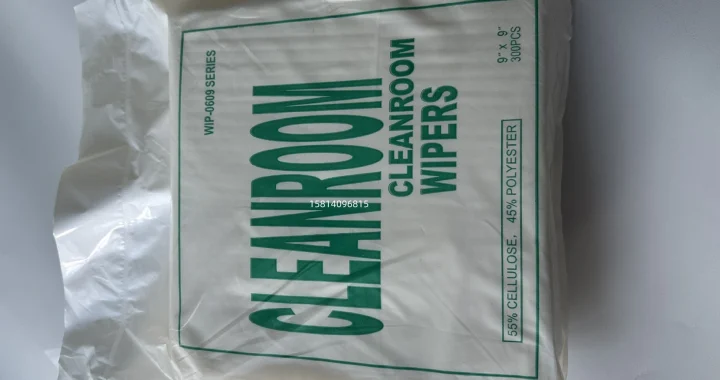 WIP-0609 SERIES
CLEANROOM
CLEANROOM
WIPERS
9" x 9"
300PCS
55% CELLULOSE, 45% POLYESTER
15814096815